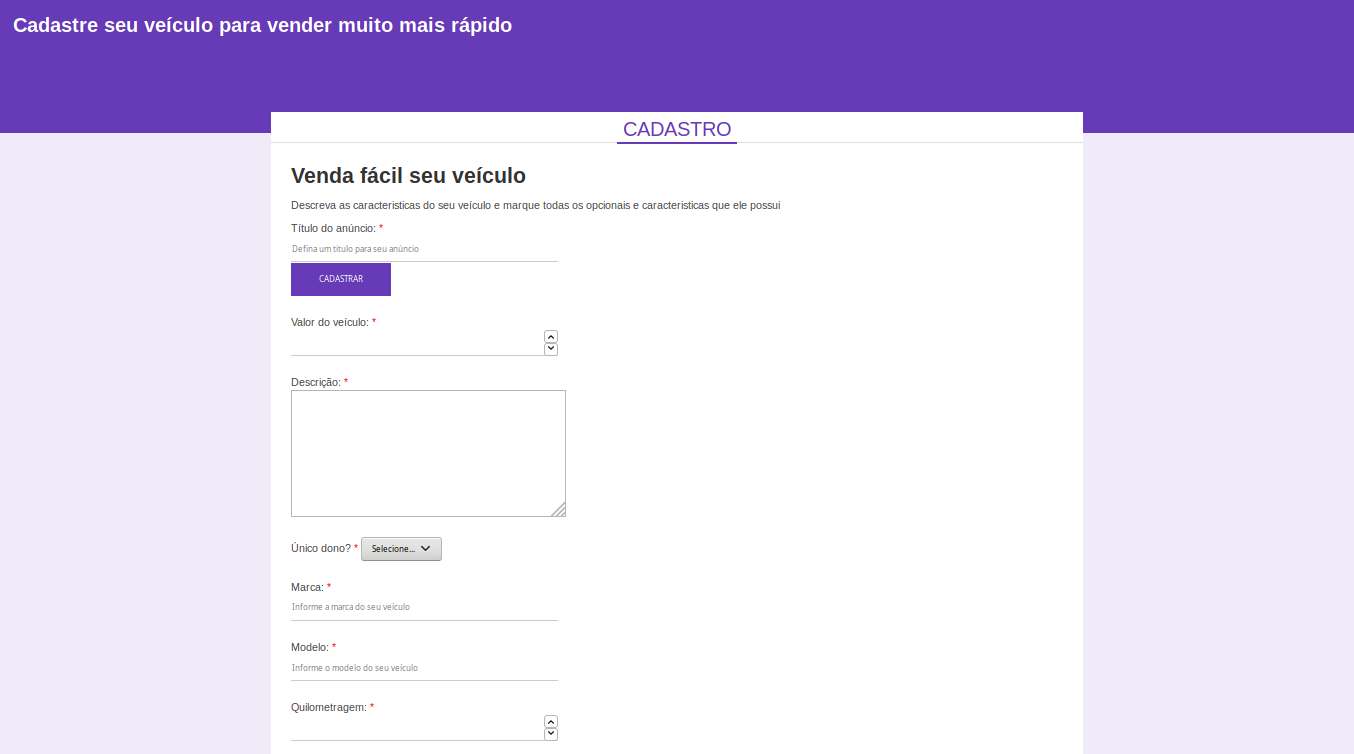 Cadastre seu veículo para vender muito mais rápido
CADASTRO
Venda fácil seu veículo
Descreva as caracteristicas do seu veículo e marque todas os opcionais e caracteristicas que ele possui
Título do anúncio: *
Defina um titulo para seu anúncio
CADASTRAR
Valor do veículo: *
Descrição: *
Único dono? * Selecione...
Marca: *
Informe a marca do seu veículo
Modelo: *
Informe o modelo do seu veículo
Quilometragem: *